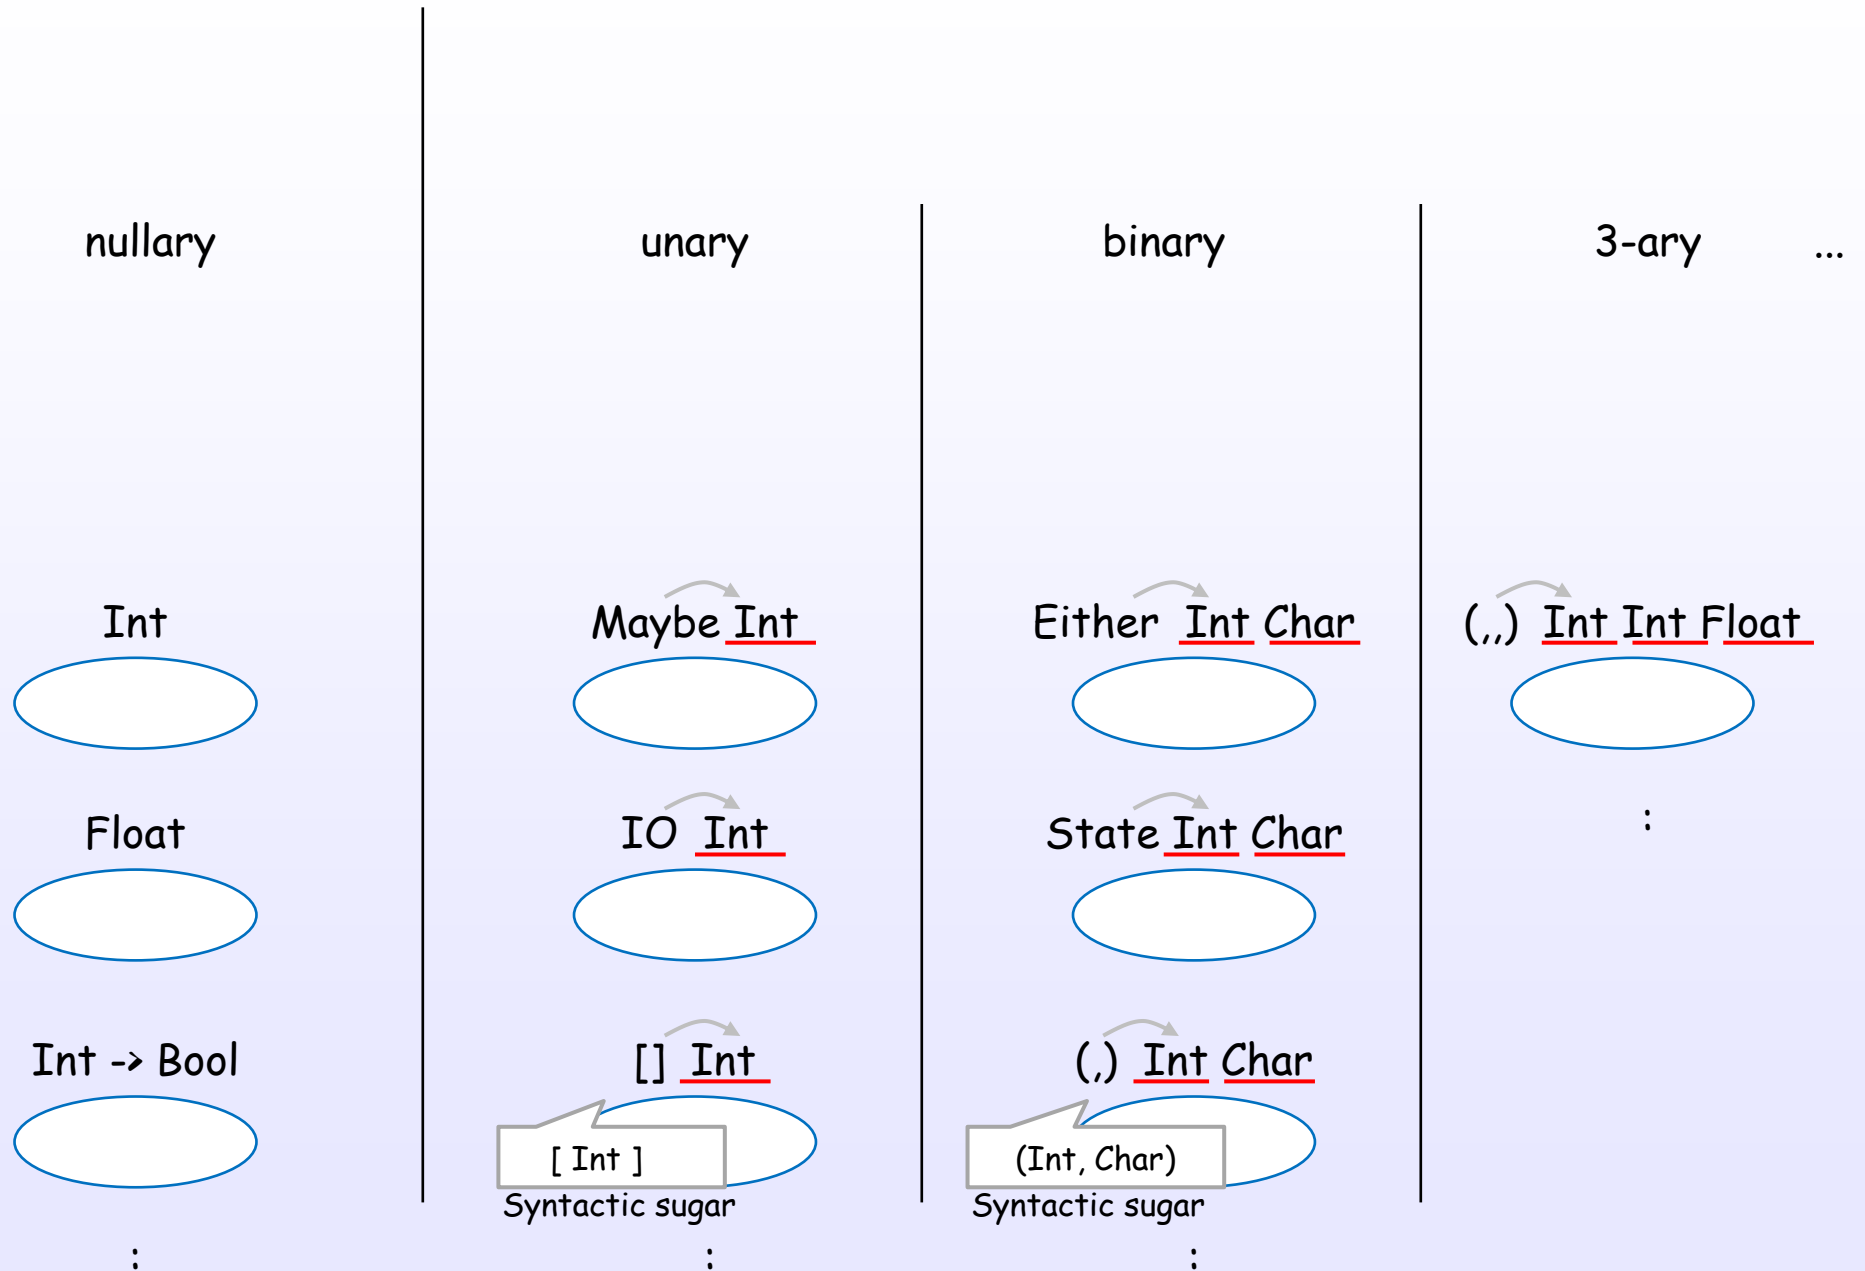 nullary unary binary 3-ary ...
Int Maybe Int Either Int Char (,,) Int Int Float
Float IO Int State Int Char :
Int -> Bool [] Int (,) Int Char
[ Int ] (Int, Char)
Syntactic sugar Syntactic sugar
: : :